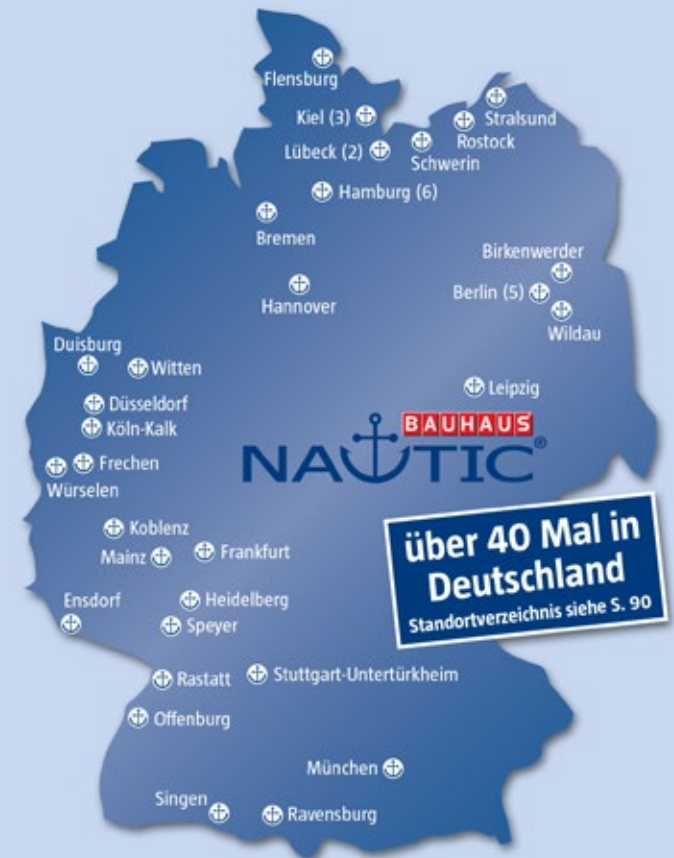 Flensburg
Kiel (3)
Stralsund
Rostock
Lübeck (2)
Schwerin
Hamburg (6)
Bremen
Birkenwerder
Berlin (5)
Hannover
Wildau
Duisburg
Witten
Leipzig
Düsseldorf
Köln-Kalk
BAUHAUS
NAUTIC®
Frechen
Würselen
Koblenz
Mainz
Frankfurt
über 40 Mal in
Deutschland
Standortverzeichnis siehe S. 90
Ensdorf
Heidelberg
Speyer
Rastatt
Stuttgart-Untertürkheim
Offenburg
München
Singen
Ravensburg